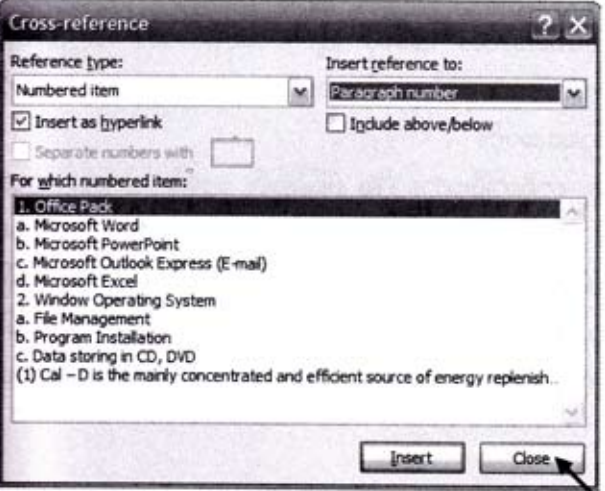 Cross-reference
Reference type:
Insert reference to:
Numbered item
Paragraph number
Insert as hyperlink
Include above/below
Separate numbers with
For which numbered item:
1. Office Pack
a. Microsoft Word
b. Microsoft PowerPoint
c. Microsoft Outlook Express (E-mail)
d. Microsoft Excel
2. Window Operating System
a. File Management
b. Program Installation
c. Data storing in CD, DVD
(1) Cal – D is the mainly concentrated and efficient source of energy replenish..
Insert
Close